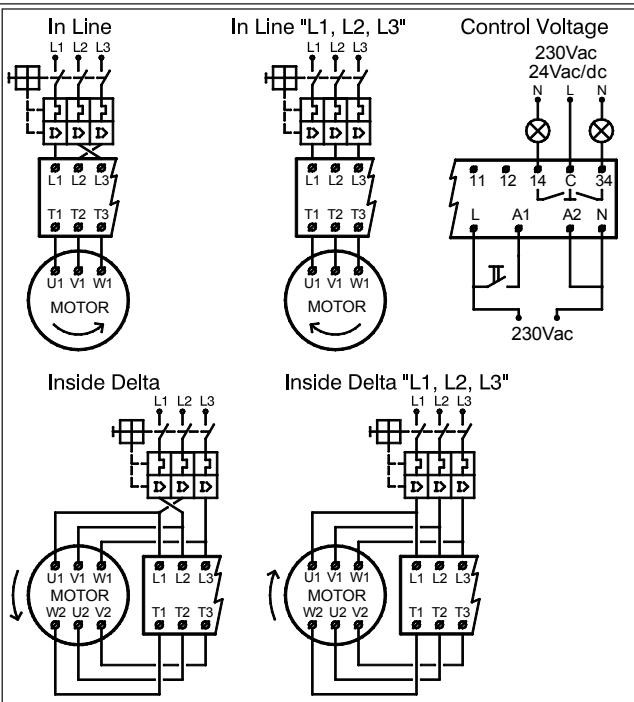 In Line
L1 L2 L3
I> I> I>
L1 L2 L3
T1 T2 T3
U1 V1 W1
MOTOR
In Line "L1, L2, L3"
L1 L2 L3
I> I> I>
L1 L2 L3
T1 T2 T3
U1 V1 W1
MOTOR
Control Voltage
230Vac
24Vac/dc
N L N
11 12 14 C 34
L A1 A2 N
230Vac
Inside Delta
L1 L2 L3
I> I> I>
U1 V1 W1
MOTOR
W2 U2 V2
L1 L2 L3
T1 T2 T3
Inside Delta "L1, L2, L3"
L1 L2 L3
I> I> I>
U1 V1 W1
MOTOR
W2 U2 V2
L1 L2 L3
T1 T2 T3